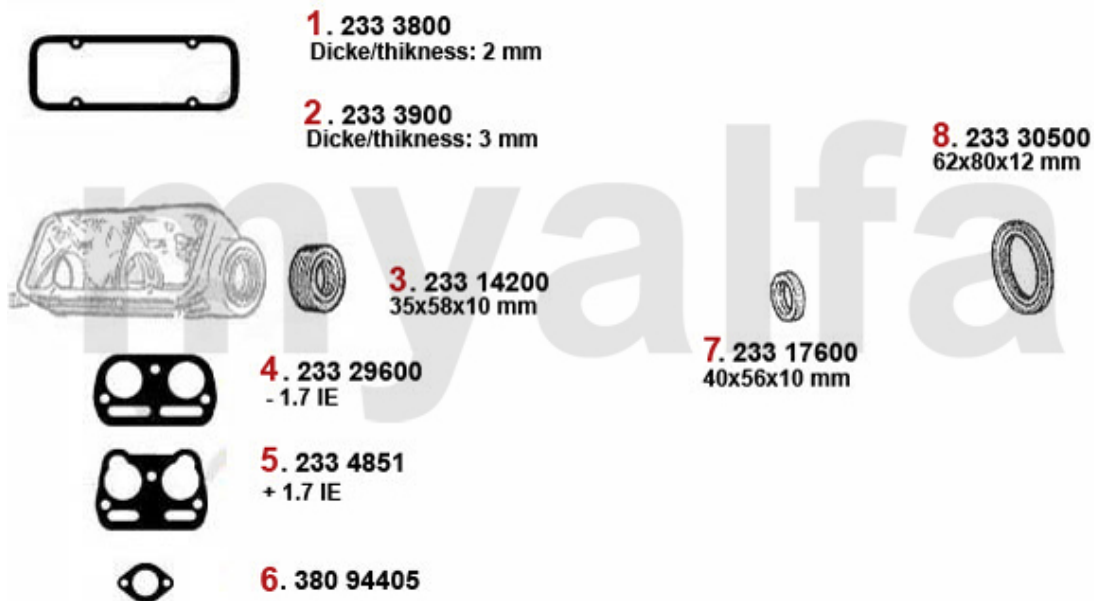 1. 233 3800
Dicke/thikness: 2 mm
2. 233 3900
Dicke/thikness: 3 mm
8. 233 30500
62x80x12 mm
myalfa
3. 233 14200
35x58x10 mm
7. 233 17600
40x56x10 mm
4. 233 29600
- 1.7 IE
5. 233 4851
+ 1.7 IE
6. 380 94405